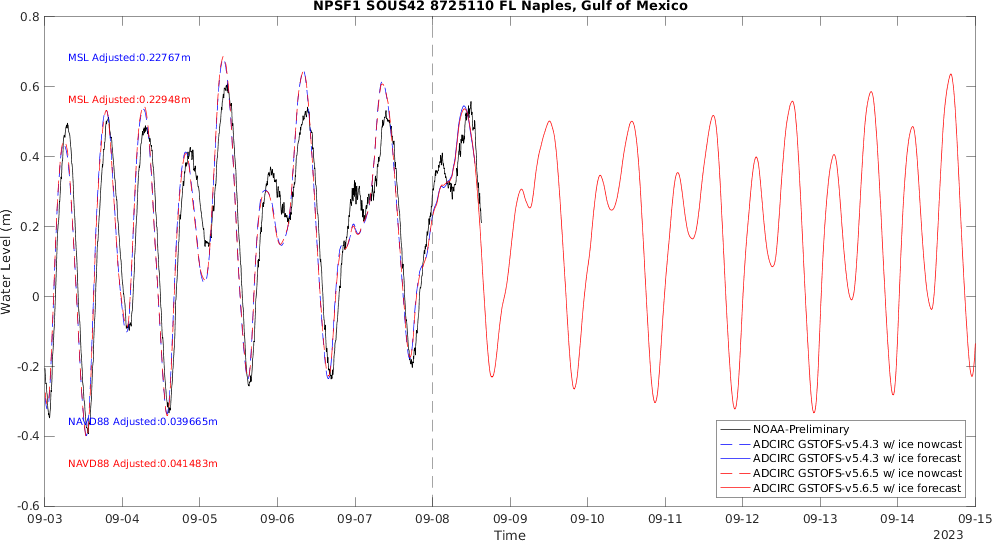 NPSF1 SOUS42 8725110 FL Naples, Gulf of Mexico
0.8
0.6
0.4
0.2
0
-0.2
-0.4
-0.6
Water Level (m)
MSL Adjusted:0.22767m
MSL Adjusted:0.22948m
NAVD88 Adjusted:0.039665m
NAVD88 Adjusted:0.041483m
NOAA-Preliminary
ADCIRC GSTOFS-v5.4.3 w/ ice nowcast
ADCIRC GSTOFS-v5.4.3 w/ ice forecast
ADCIRC GSTOFS-v5.6.5 w/ ice nowcast
ADCIRC GSTOFS-v5.6.5 w/ ice forecast
09-03 09-04 09-05 09-06 09-07 09-08 09-09 09-10 09-11 09-12 09-13 09-14 09-15
Time
2023